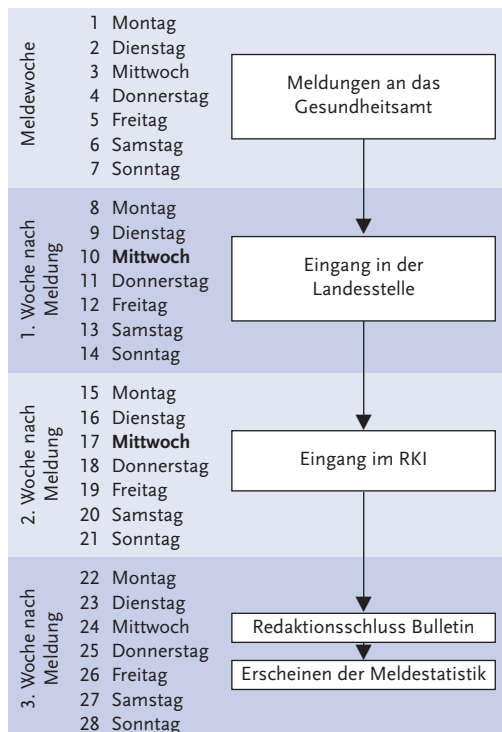 Meldewoche
1 Montag
2 Dienstag
3 Mittwoch
4 Donnerstag
5 Freitag
6 Samstag
7 Sonntag
Meldungen an das
Gesundheitsamt
1. Woche nach
Meldung
8 Montag
9 Dienstag
10 Mittwoch
11 Donnerstag
12 Freitag
13 Samstag
14 Sonntag
Eingang in der
Landesstelle
2. Woche nach
Meldung
15 Montag
16 Dienstag
17 Mittwoch
18 Donnerstag
19 Freitag
20 Samstag
21 Sonntag
Eingang im RKI
3. Woche nach
Meldung
22 Montag
23 Dienstag
24 Mittwoch
25 Donnerstag
26 Freitag
27 Samstag
28 Sonntag
Redaktionsschluss Bulletin
Erscheinen der Meldestatistik